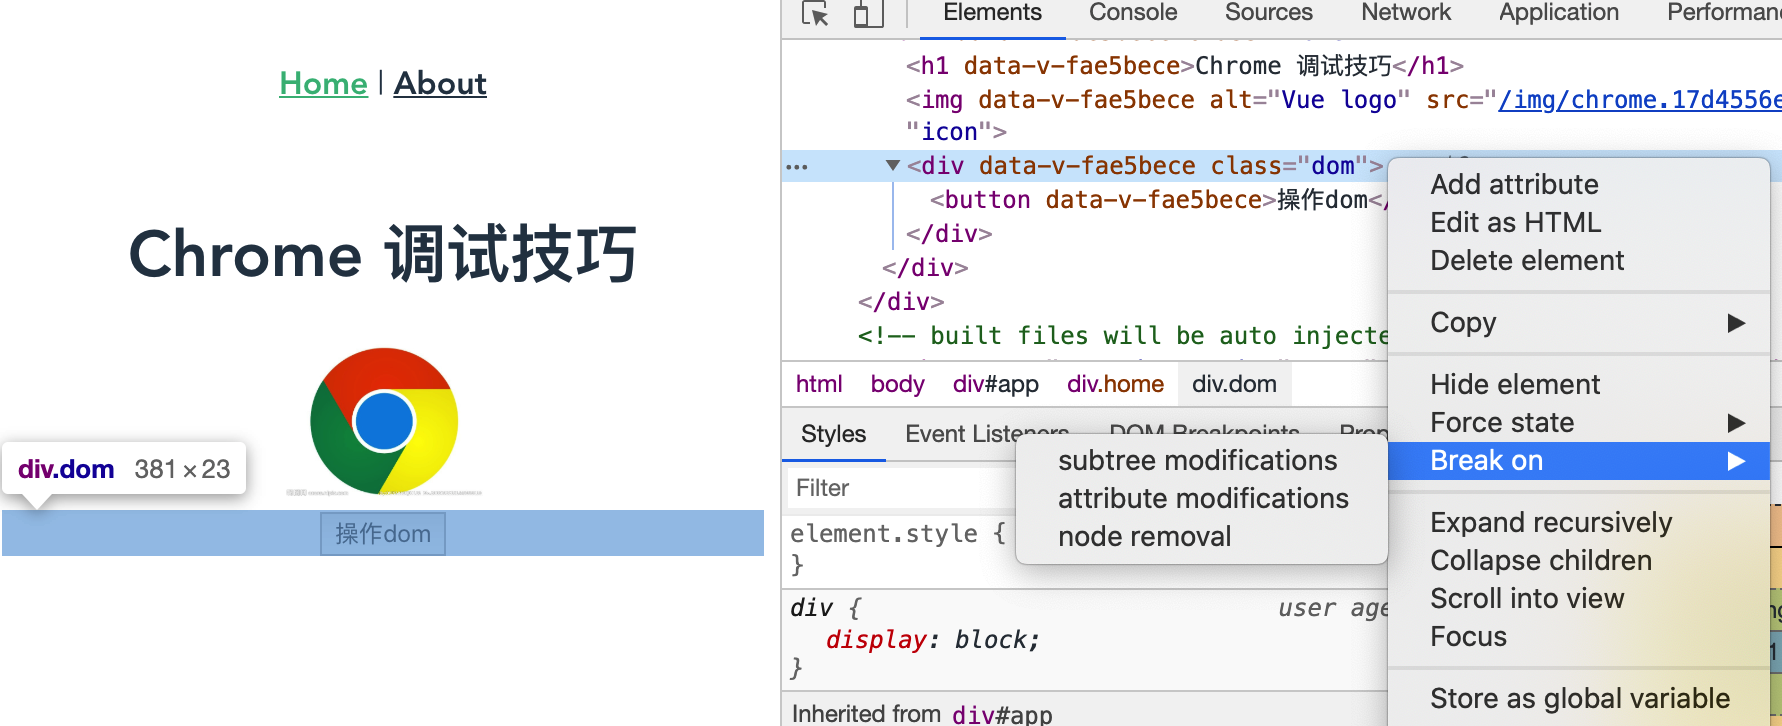 Home | About
Chrome 调试技巧
div.dom 381 × 23
操作dom
Elements Console Sources Network Application Performan
<h1 data-v-fae5bece>Chrome 调试技巧</h1>
<img data-v-fae5bece alt="Vue logo" src="/img/chrome.17d4556e
"icon">
<div data-v-fae5bece class="dom">
<button data-v-fae5bece>操作dom</
</div>
</div>
</div>
<!-- built files will be auto injecte
html body div#app div.home div.dom
Styles Event Listeners DOM Breakpoints Prop
Filter
element.style {
}
div {
user age
display: block;
}
Inherited from div#app
Add attribute
Edit as HTML
Delete element
Copy
Hide element
Force state
Break on
Expand recursively
Collapse children
Scroll into view
Focus
Store as global variable
subtree modifications
attribute modifications
node removal